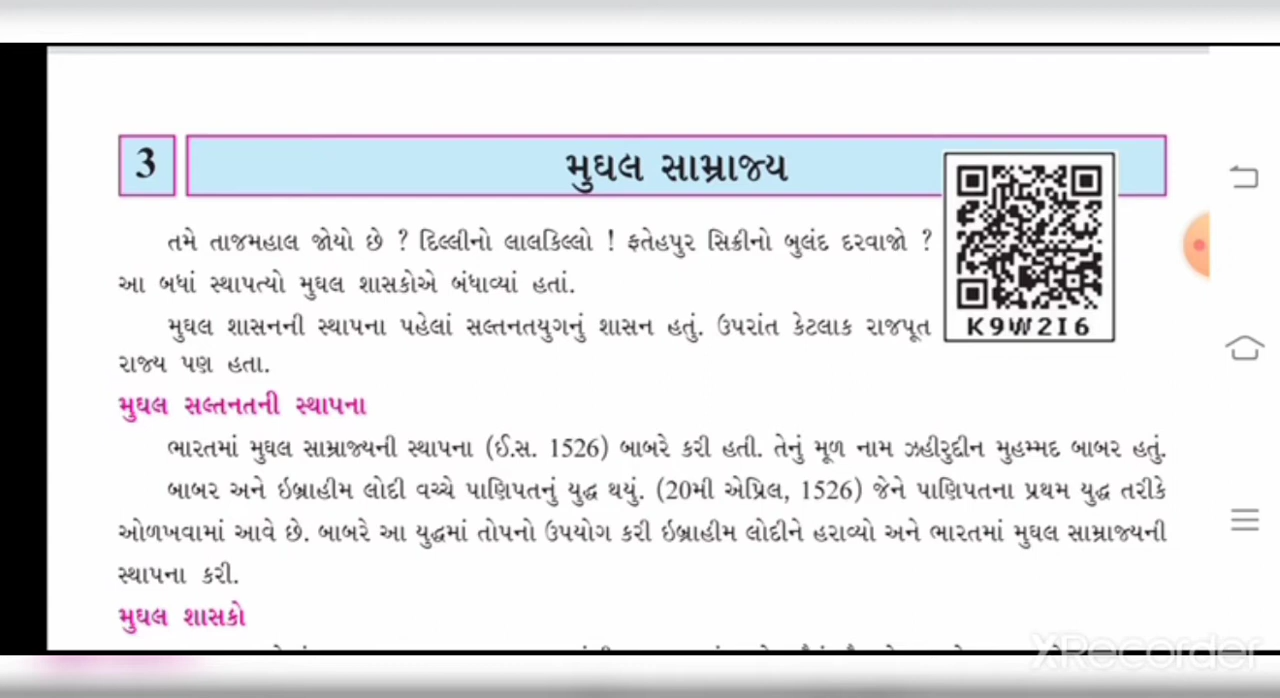 3
મુઘલ સામ્રાજ્ય
તમે તાજમહાલ જોયો છે ? દિલ્લીનો લાલકિલ્લો ! ફતેહપુર સિક્રીનો બુલંદ દરવાજો ?
આ બધાં સ્થાપત્યો મુઘલ શાસકોએ બંધાવ્યાં હતાં.
K9W2I6
મુઘલ શાસનની સ્થાપના પહેલાં સલ્તનતયુગનું શાસન હતું. ઉપરાંત કેટલાક રાજપૂત
રાજ્ય પણ હતા.
મુઘલ સલ્તનતની સ્થાપના
ભારતમાં મુઘલ સામ્રાજ્યની સ્થાપના (ઈ.સ. 1526) બાબરે કરી હતી. તેનું મૂળ નામ ઝહીરુદીન મુહમ્મદ બાબર હતું.
બાબર અને ઇબ્રાહીમ લોદી વચ્ચે પાણિપતનું યુદ્ધ થયું. (20મી એપ્રિલ, 1526) જેને પાણિપતના પ્રથમ યુદ્ધ તરીકે
ઓળખવામાં આવે છે. બાબરે આ યુદ્ધમાં તોપનો ઉપયોગ કરી ઇબ્રાહીમ લોદીને હરાવ્યો અને ભારતમાં મુઘલ સામ્રાજ્યની
સ્થાપના કરી.
મુઘલ શાસકો
XRecorder